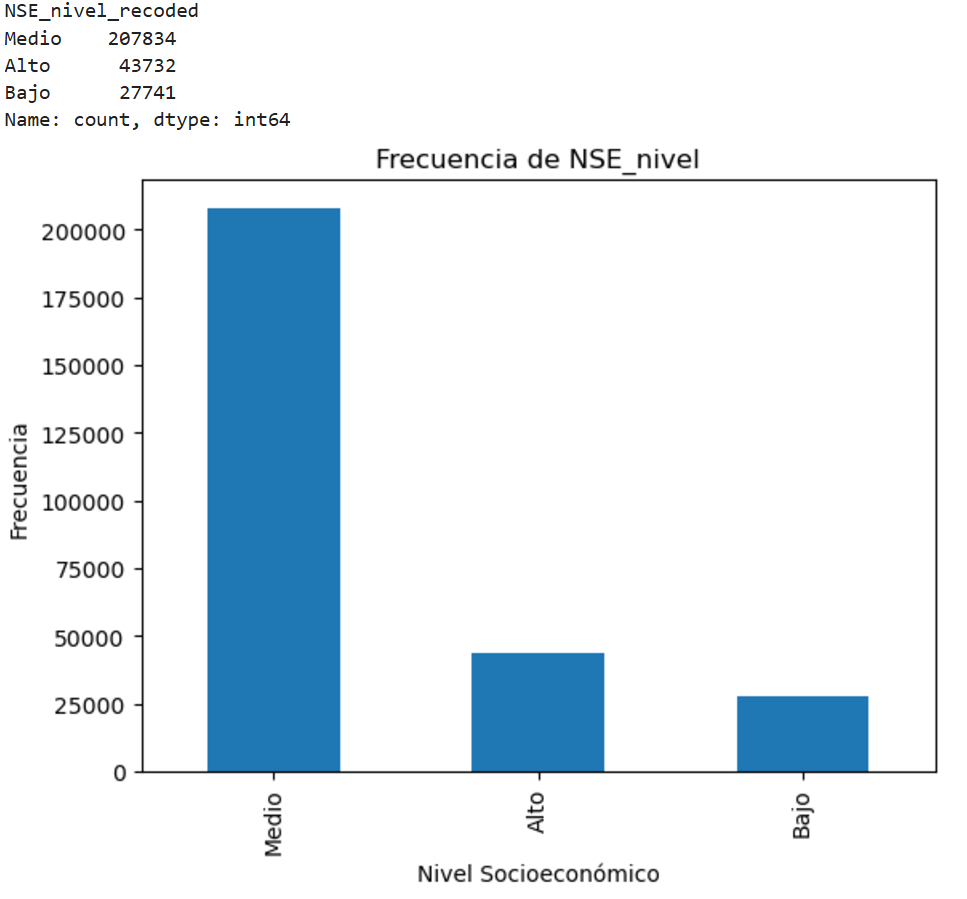 NSE_nivel_recoded
Medio    207834
Alto      43732
Bajo      27741
Name: count, dtype: int64
Frecuencia de NSE_nivel
Frecuencia
200000
175000
150000
125000
100000
75000
50000
25000
0
Medio
Alto
Bajo
Nivel Socioeconómico